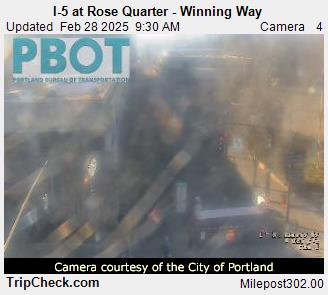 I-5 at Rose Quarter - Winning Way
Updated Feb 28 2025 9:30 AM Camera 4
PBOT
PORTLAND BUREAU OF TRANSPORTATION
Camera courtesy of the City of Portland
TripCheck.com Milepost302.00